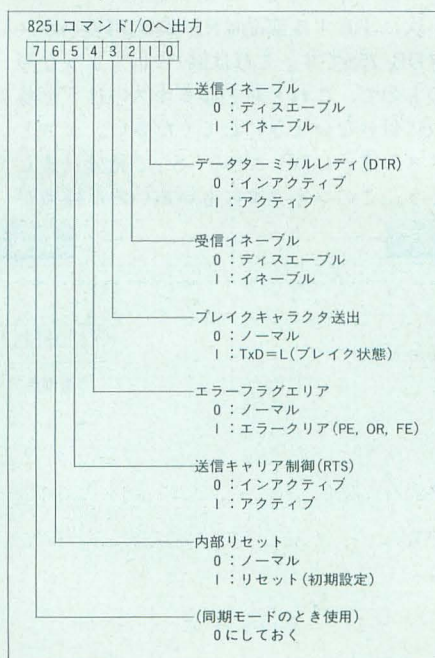 8251コマンドI/Oへ出力
7 6 5 4 3 2 1 0
送信イネーブル
0：ディスエーブル
1：イネーブル
データターミナルレディ(DTR)
0：インアクティブ
1：アクティブ
受信イネーブル
0：ディスエーブル
1：イネーブル
ブレイクキャラクタ送出
0：ノーマル
1：TxD＝L(ブレイク状態)
エラーフラグエリア
0：ノーマル
1：エラークリア(PE, OR, FE)
送信キャリア制御(RTS)
0：インアクティブ
1：アクティブ
内部リセット
0：ノーマル
1：リセット(初期設定)
(同期モードのとき使用)
0にしておく